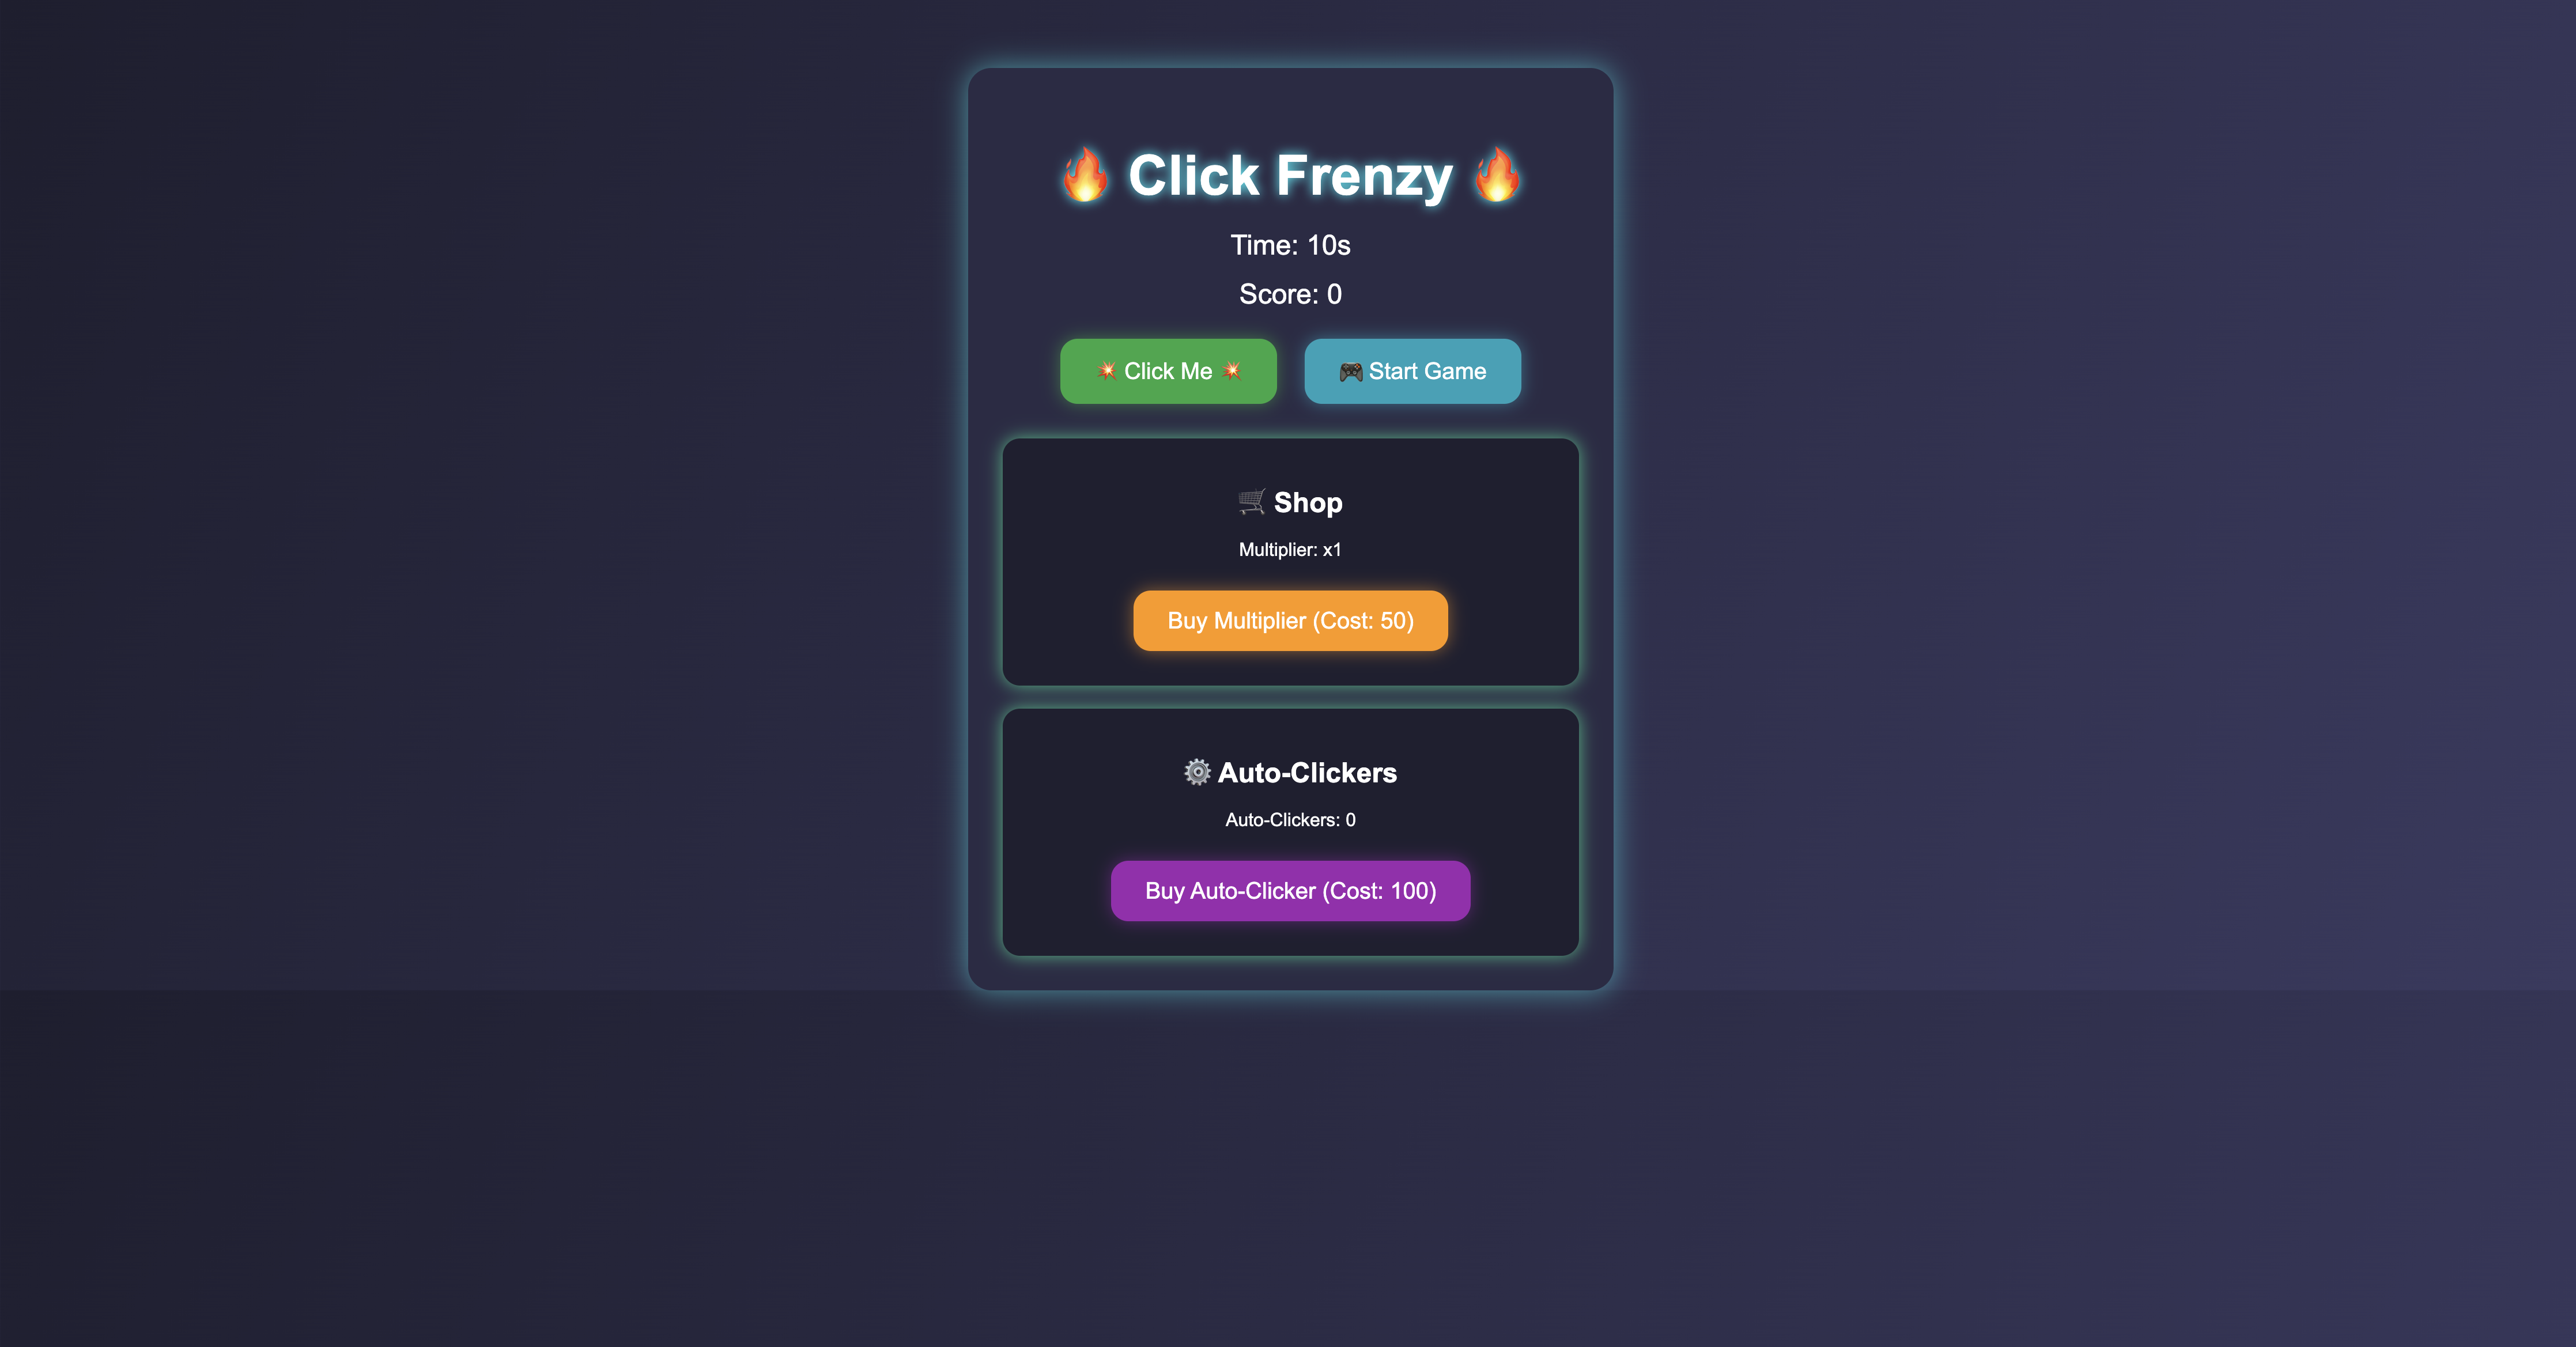 🔥 Click Frenzy 🔥
Time: 10s
Score: 0
💥 Click Me 💥
🎮 Start Game
🛒 Shop
Multiplier: x1
Buy Multiplier (Cost: 50)
⚙️ Auto-Clickers
Auto-Clickers: 0
Buy Auto-Clicker (Cost: 100)